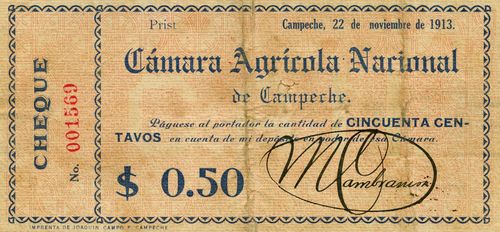 Prist
Campeche, 22 de noviembre de 1913.
CHEQUE
No. 001569
Cámara Agrícola Nacional
de Campeche.
Páguese al portador la cantidad de CINCUENTA CEN-
TAVOS en cuenta de mi depósito en poder de esa Cámara
$ 0.50
IMPRENTA DE JOAQUIN CAMPO Y. CAMPECHE